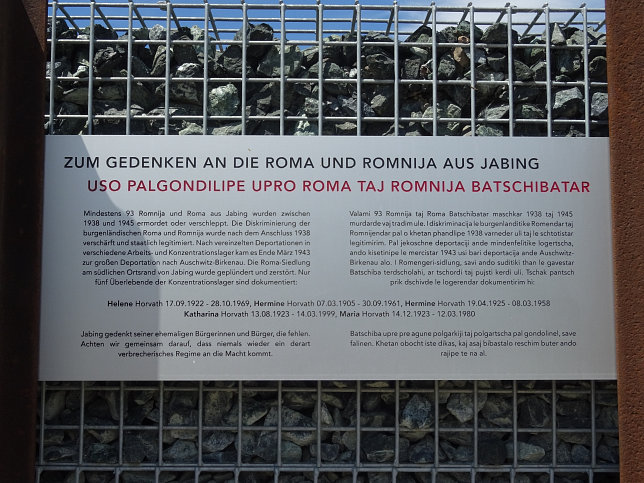 ZUM GEDENKEN AN DIE ROMA UND ROMNIJA AUS JABING
USO PALGONDILIPE UPRO ROMA TAJ ROMNIJA BATSCHIBATAR
Mindestens 93 Romnija und Roma aus Jabing wurden zwischen
1938 und 1945 ermordet oder verschleppt. Die Diskriminierung der
burgenländischen Roma und Romnija wurde nach dem Anschluss 1938
verschärft und staatlich legitimiert. Nach vereinzelten Deportationen in
verschiedene Arbeits- und Konzentrationslager kam es Ende März 1943
zur großen Deportation nach Auschwitz-Birkenau. Die Roma-Siedlung
am südlichen Ortsrand von Jabing wurde geplündert und zerstört. Nur
fünf Überlebende der Konzentrationslager sind dokumentiert:
Valami 93 Romnija taj Roma Batschibatar maschkar 1938 taj 1945
murdarde vaj tradim ule. I diskriminacija le burgenlanditike Romendar taj
Romnijendar pal o khetan phandlipe 1938 varneder uli taj le schtotistar
legitimirim. Pal jekoschne deportaciji ande mindenfelitike logertscha,
ando kisetinipe le mercistar 1943 usi bari deportacija ande Auschwitz-
Birkenau alo. I Romengeri-sidlung, savi ando suditiki than le gavestar
Batschiba terdscholahi, ar tschordi taj pujsti kerdi uli. Tschak pantsch
prik dschivde le logerendar dokumentirim hi:
Helene Horvath 17.09.1922 - 28.10.1969, Hermine Horvath 07.03.1905 - 30.09.1961, Hermine Horvath 19.04.1925 - 08.03.1958
Katharina Horvath 13.08.1923 - 14.03.1999, Maria Horvath 14.12.1923 - 12.03.1980
Jabing gedenkt seiner ehemaligen Bürgerinnen und Bürger, die fehlen.
Achten wir gemeinsam darauf, dass niemals wieder ein derart
verbrecherisches Regime an die Macht kommt.
Batschiba upre pre agune polgarkiji taj polgartscha pal gondolinel, save
falinen. Khetan obocht iste dikas, kaj asaj bibastalo reschim buter ando
rajipe te na al.